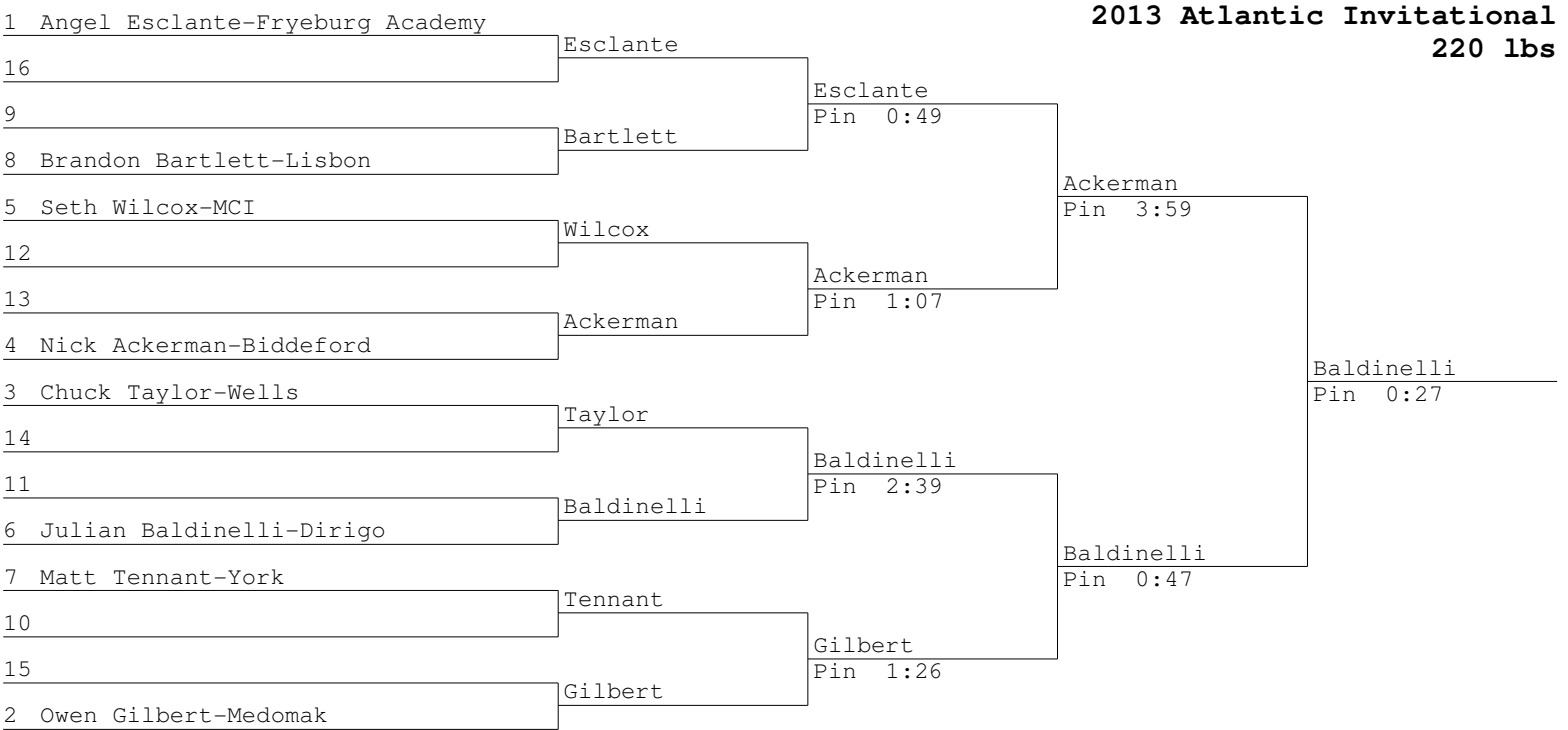 2013 Atlantic Invitational
220 lbs
1 Angel Esclante-Fryeburg Academy
Esclante
16
Esclante
Pin 0:49
9
Bartlett
8 Brandon Bartlett-Lisbon
Ackerman
Pin 3:59
5 Seth Wilcox-MCI
Wilcox
12
Ackerman
Pin 1:07
13
Ackerman
4 Nick Ackerman-Biddeford
Baldinelli
Pin 0:27
3 Chuck Taylor-Wells
Taylor
14
Baldinelli
Pin 2:39
11
Baldinelli
6 Julian Baldinelli-Dirigo
Baldinelli
Pin 0:47
7 Matt Tennant-York
Tennant
10
Gilbert
Pin 1:26
15
Gilbert
2 Owen Gilbert-Medomak